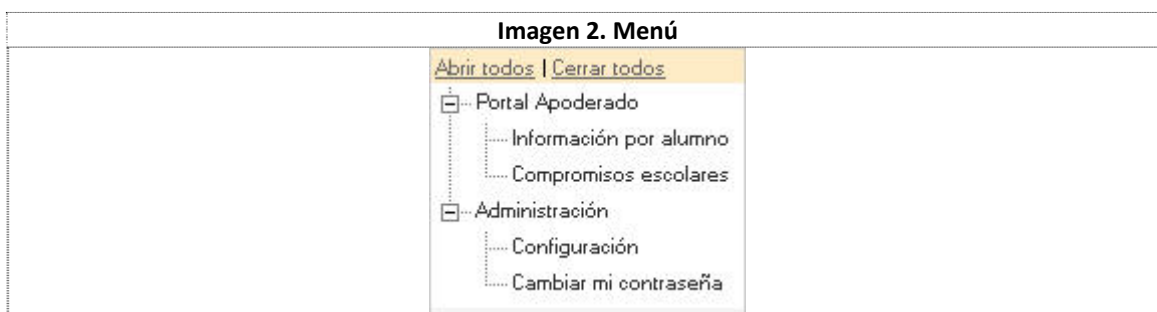 Imagen 2. Menú
Abrir todos | Cerrar todos
Portal Apoderado
Información por alumno
Compromisos escolares
Administración
Configuración
Cambiar mi contraseña